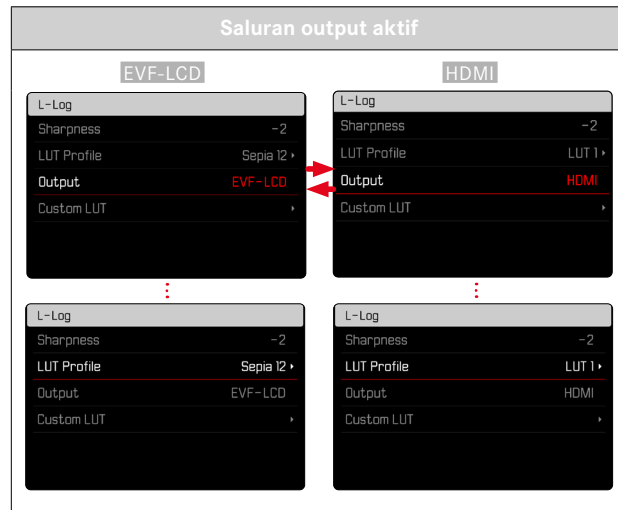 Saluran output aktif
EVF-LCD
L-Log
Sharpness -2
LUT Profile Sepia 12
Output EVF-LCD
Custom LUT
HDMI
L-Log
Sharpness -2
LUT Profile LUT 1
Output HDMI
Custom LUT
L-Log
Sharpness -2
LUT Profile Sepia 12
Output EVF-LCD
Custom LUT
L-Log
Sharpness -2
LUT Profile LUT 1
Output HDMI
Custom LUT